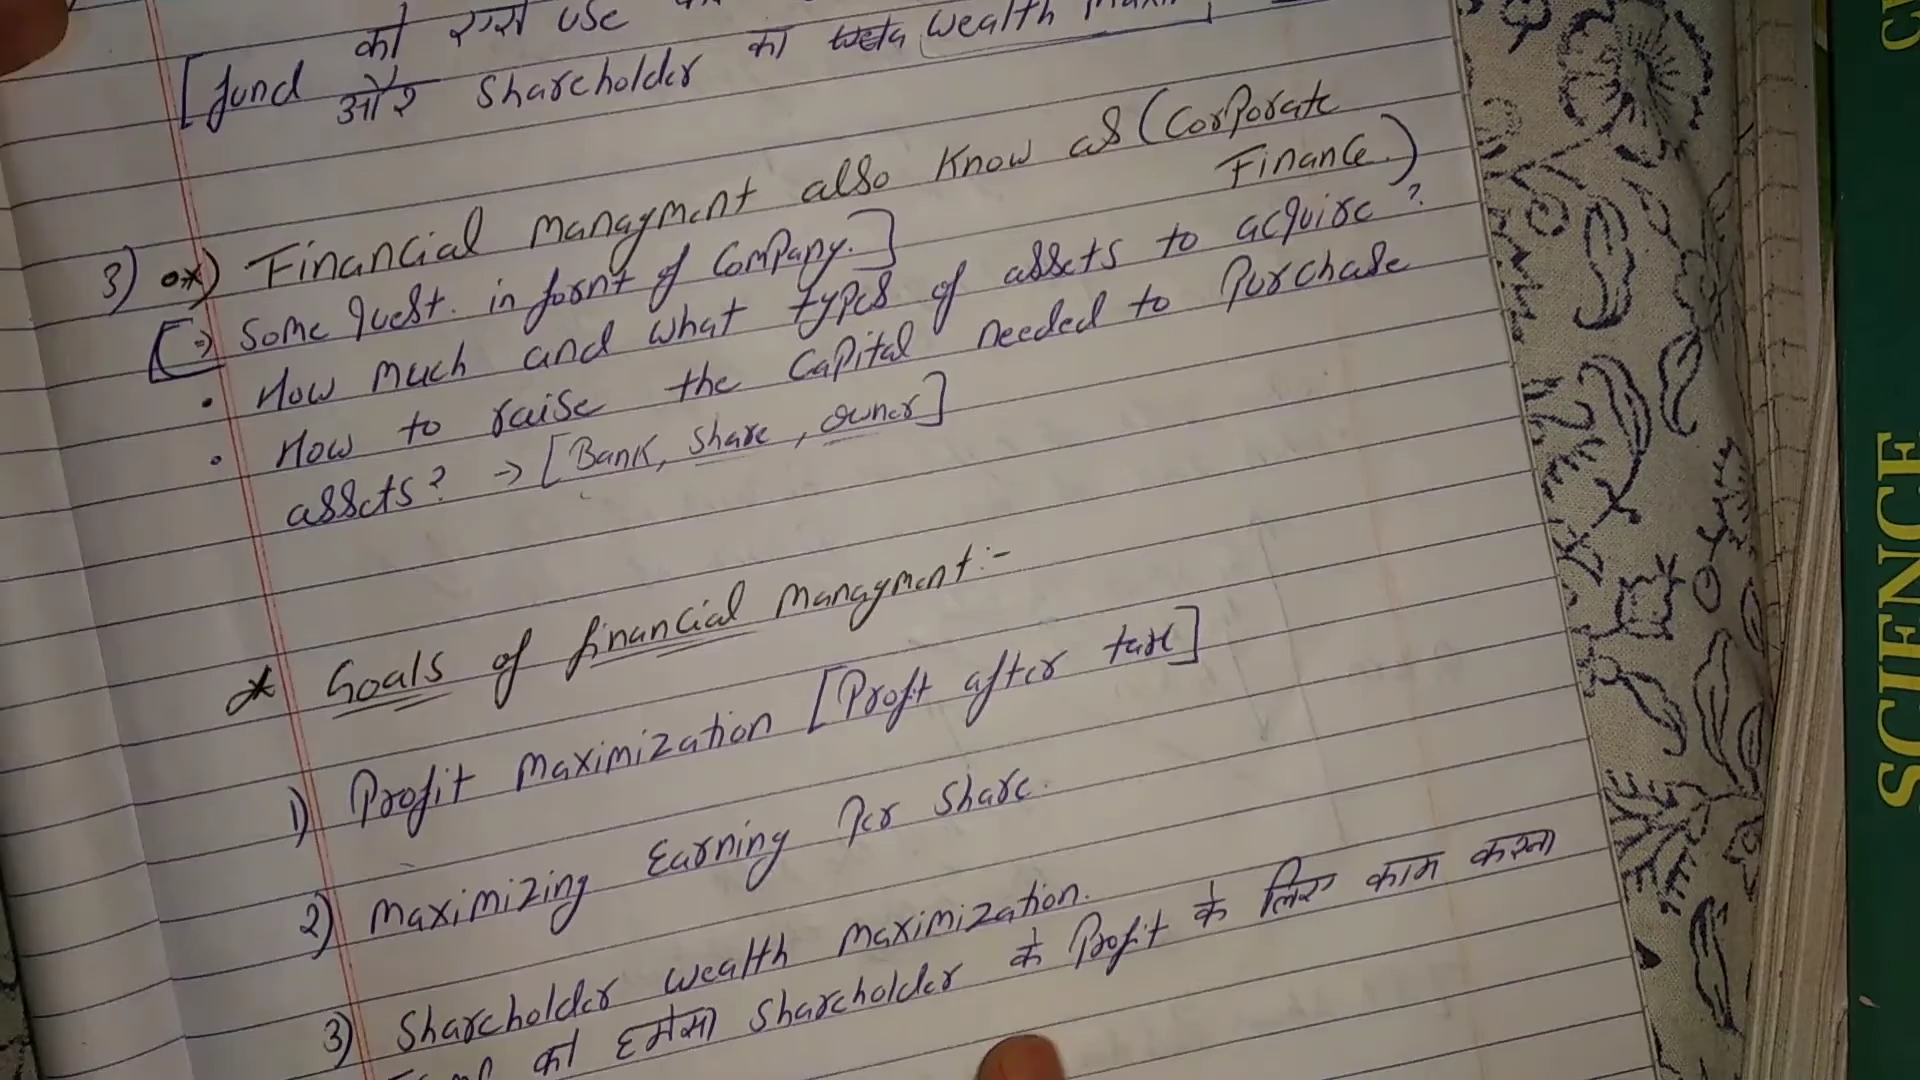 को एसे use
[fund और Shareholder का Wealth
3) Financial Managment also Know as (Corporate Finance.)
[→ Some Quest. in fornt of Company.]
• How Much and what types of assets to acquire?
• How to raise the Capital needed to Purchase
assets? → [Bank, Share, owner]
* Goals of financial Managment:-
1) Profit Maximization [Profit after tax]
2) Maximizing Earning Per Share.
3) Shareholder Wealth Maximization.
को हमेसा Shareholder के Profit के लिए काम करना
SCIENCE